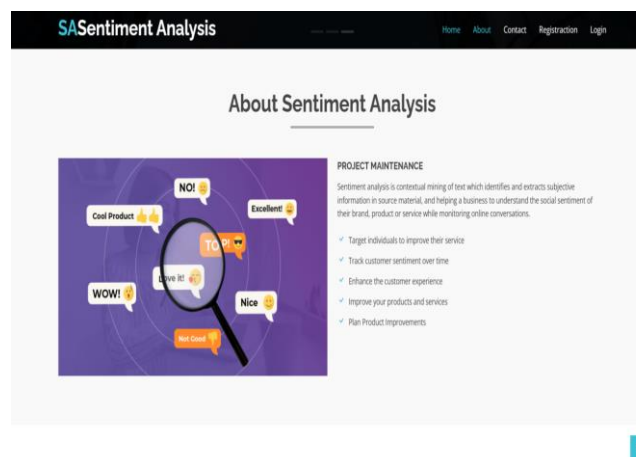 SASentiment Analysis
Home About Contact Registraction Login
About Sentiment Analysis
NO!
Cool Product
Excellent!
TOP!
Love it!
WOW!
Nice
Not Good
PROJECT MAINTENANCE
Sentiment analysis is contextual mining of text which identifies and extracts subjective
information in source material, and helping a business to understand the social sentiment of
their brand, product or service while monitoring online conversations.
Target individuals to improve their service
Track customer sentiment over time
Enhance the customer experience
Improve your products and services
Plan Product Improvements